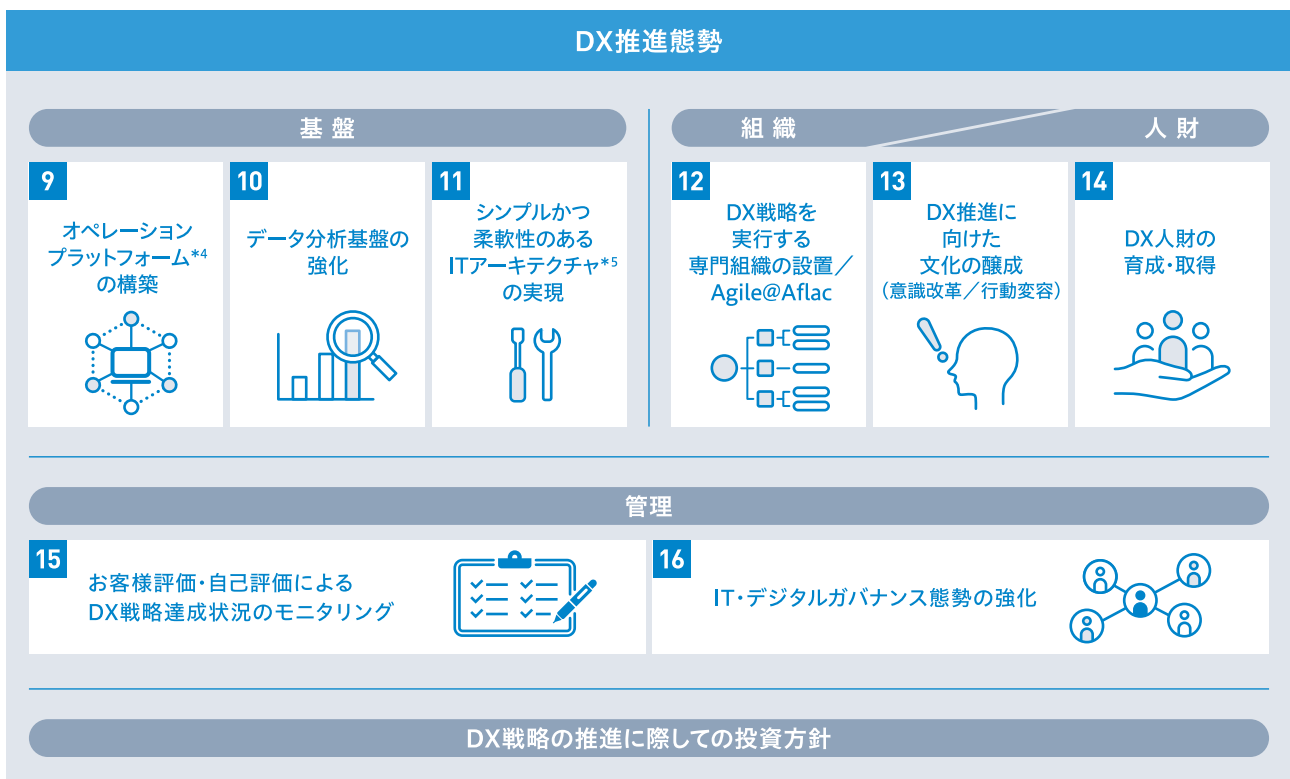 DX推進態勢
基盤
9
オペレーション
プラットフォーム*4
の構築
10
データ分析基盤の
強化
11
シンプルかつ
柔軟性のある
ITアーキテクチャ*5
の実現
組織
人財
12
DX戦略を
実行する
専門組織の設置／
Agile@Aflac
13
DX推進に
向けた
文化の醸成
（意識改革／行動変容）
14
DX人財の
育成・取得
管理
15
お客様評価・自己評価による
DX戦略達成状況のモニタリング
16
IT・デジタルガバナンス態勢の強化
DX戦略の推進に際しての投資方針